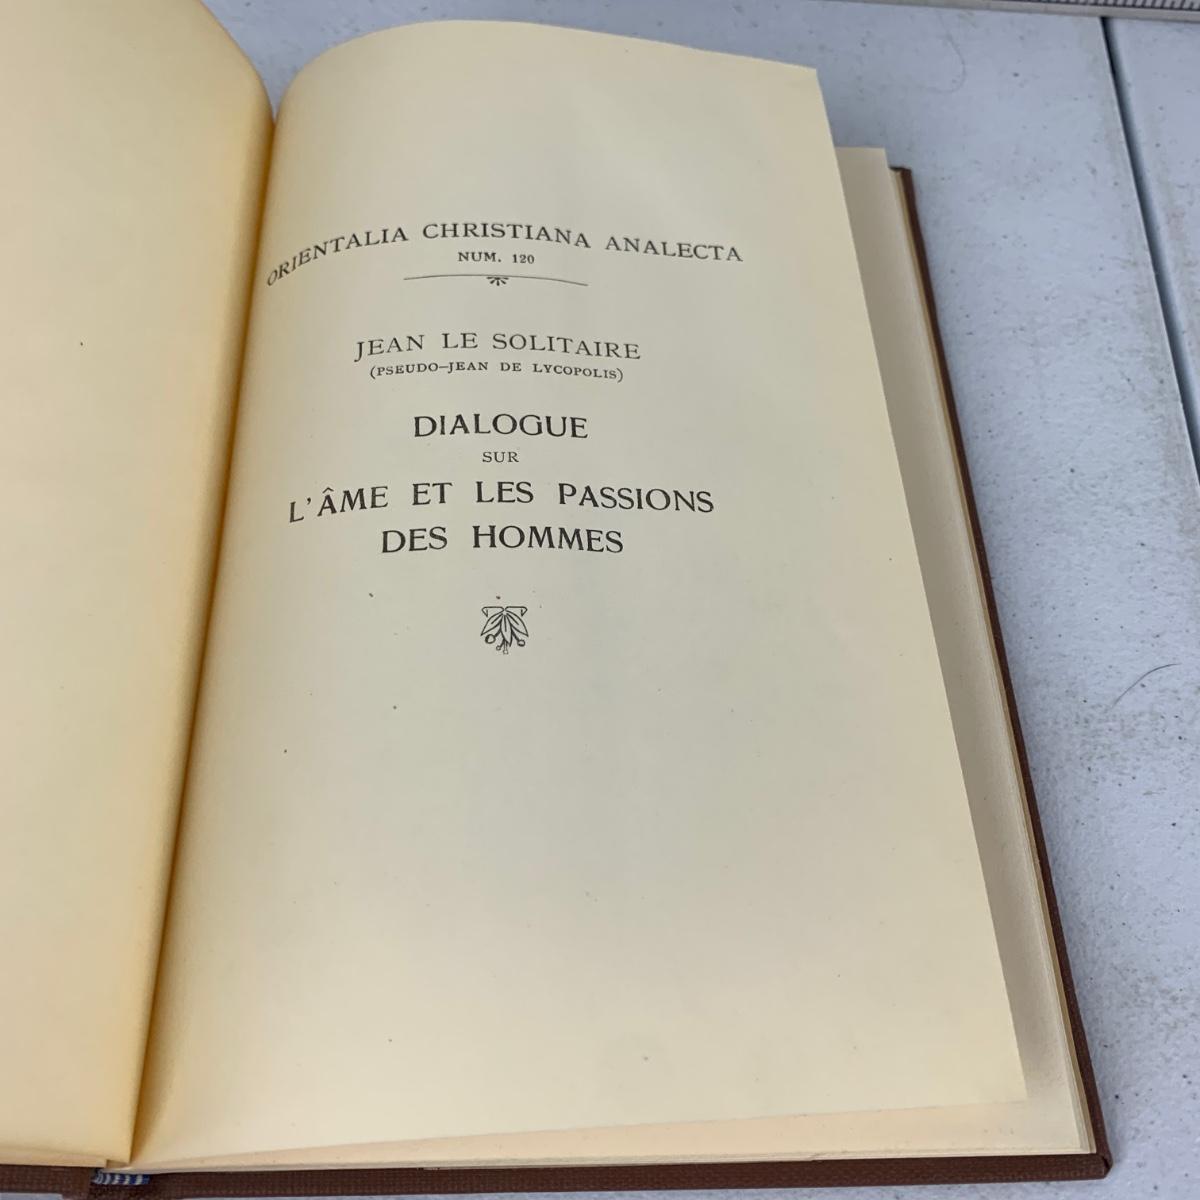 ORIENTALIA CHRISTIANA ANALECTA
NUM. 120
JEAN LE SOLITAIRE
(PSEUDO-JEAN DE LYCOPOLIS)
DIALOGUE
SUR
L'ÂME ET LES PASSIONS
DES HOMMES